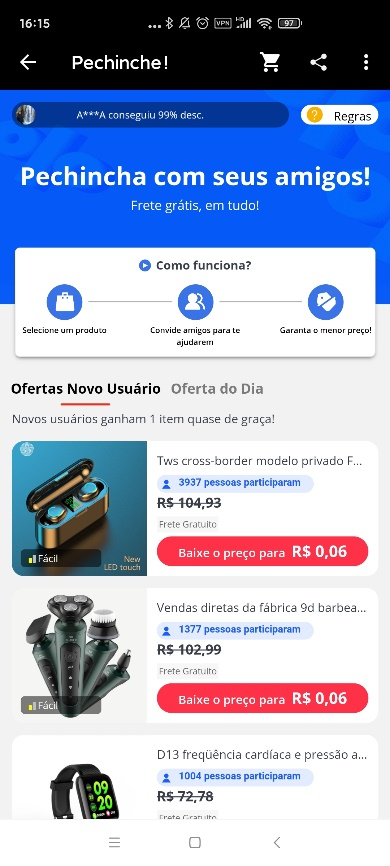 16:15
VPN
HD
97
Pechinche!
A***A conseguiu 99% desc.
? Regras
Pechincha com seus amigos!
Frete grátis, em tudo!
Como funciona?
Selecione um produto
Convide amigos para te
ajudarem
Garanta o menor preço!
Ofertas Novo Usuário
Oferta do Dia
Novos usuários ganham 1 item quase de graça!
Tws cross-border modelo privado F...
3937 pessoas participaram
R$ 104,93
Frete Gratuito
Fácil
New
LED touch
Baixe o preço para R$ 0,06
Vendas diretas da fábrica 9d barbea...
1377 pessoas participaram
R$ 102,99
Frete Gratuito
Fácil
Baixe o preço para R$ 0,06
D13 freqüência cardíaca e pressão a...
1004 pessoas participaram
R$ 72,78
Frete Gratuito
09
20